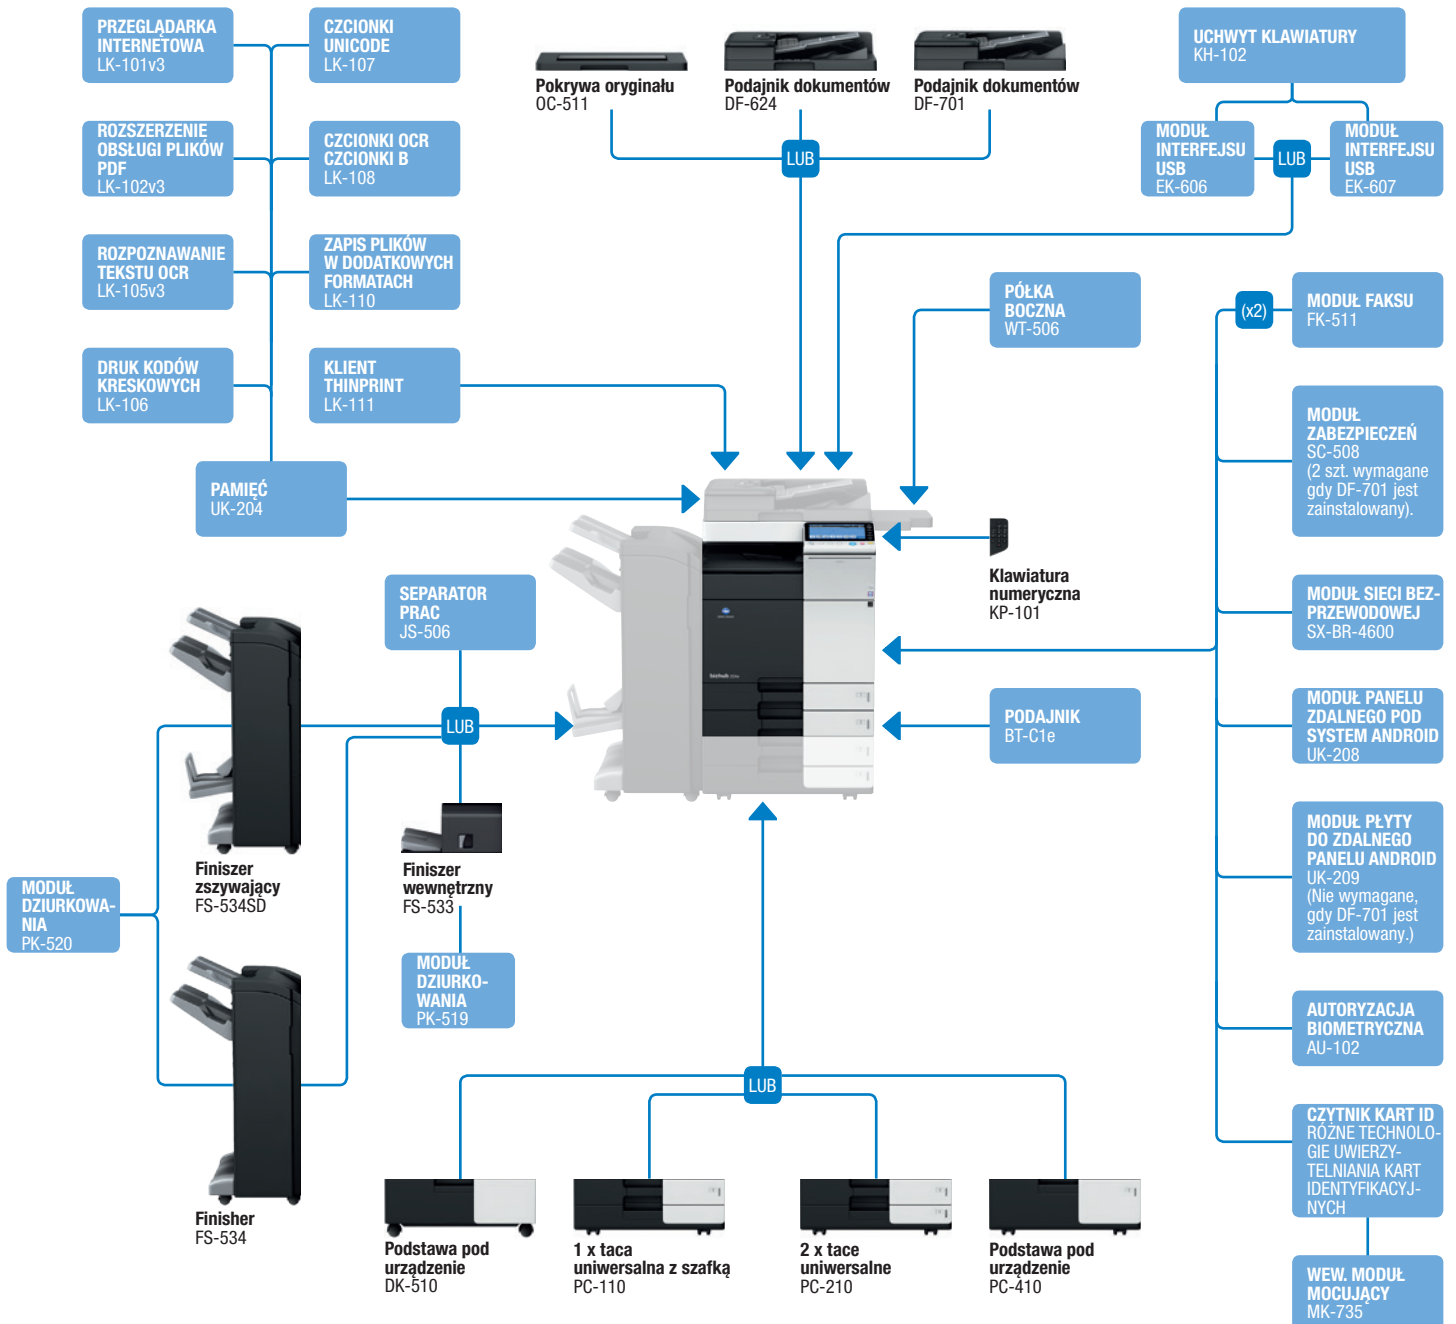 PRZEGLĄDARKA
INTERNETOWA
LK-101v3
CZCIONKI
UNICODE
LK-107
ROZSZERZENIE
OBSŁUGI PLIKÓW
PDF
LK-102v3
CZCIONKI OCR
CZCIONKI B
LK-108
ROZPOZNAWANIE
TEKSTU OCR
LK-105v3
ZAPIS PLIKÓW
W DODATKOWYCH
FORMATACH
LK-110
DRUK KODÓW
KRESKOWYCH
LK-106
KLIENT
THINPRINT
LK-111
PAMIĘĆ
UK-204
Pokrywa oryginału
OC-511
Podajnik dokumentów
DF-624
Podajnik dokumentów
DF-701
LUB
UCHWYT KLAWIATURY
KH-102
MODUŁ
INTERFEJSU
USB
EK-606
LUB
MODUŁ
INTERFEJSU
USB
EK-607
PÓŁKA
BOCZNA
WT-506
(x2)
MODUŁ FAKSU
FK-511
MODUŁ
ZABEZPIECZEŃ
SC-508
(2 szt. wymagane
gdy DF-701 jest
zainstalowany).
Klawiatura
numeryczna
KP-101
MODUŁ SIECI BEZ-
PRZEWODOWEJ
SX-BR-4600
SEPARATOR
PRAC
JS-506
LUB
bizhub
PODAJNIK
BT-C1e
MODUŁ PANELU
ZDALNEGO POD
SYSTEM ANDROID
UK-208
MODUŁ PŁYTY
DO ZDALNEGO
PANELU ANDROID
UK-209
(Nie wymagane,
gdy DF-701 jest
zainstalowany.)
Finiszer
zszywający
FS-534SD
Finiszer
wewnętrzny
FS-533
MODUŁ
DZIURKOWA-
NIA
PK-520
MODUŁ
DZIURKO-
WANIA
PK-519
AUTORYZACJA
BIOMETRYCZNA
AU-102
LUB
CZYTNIK KART ID
RÓŻNE TECHNOLO-
GIE UWIERZY-
TELNIANIA KART
IDENTYFIKACYJ-
NYCH
Finisher
FS-534
Podstawa pod
urządzenie
DK-510
1 x taca
uniwersalna z szafką
PC-110
2 x tace
uniwersalne
PC-210
Podstawa pod
urządzenie
PC-410
WEW. MODUŁ
MOCUJĄCY
MK-735